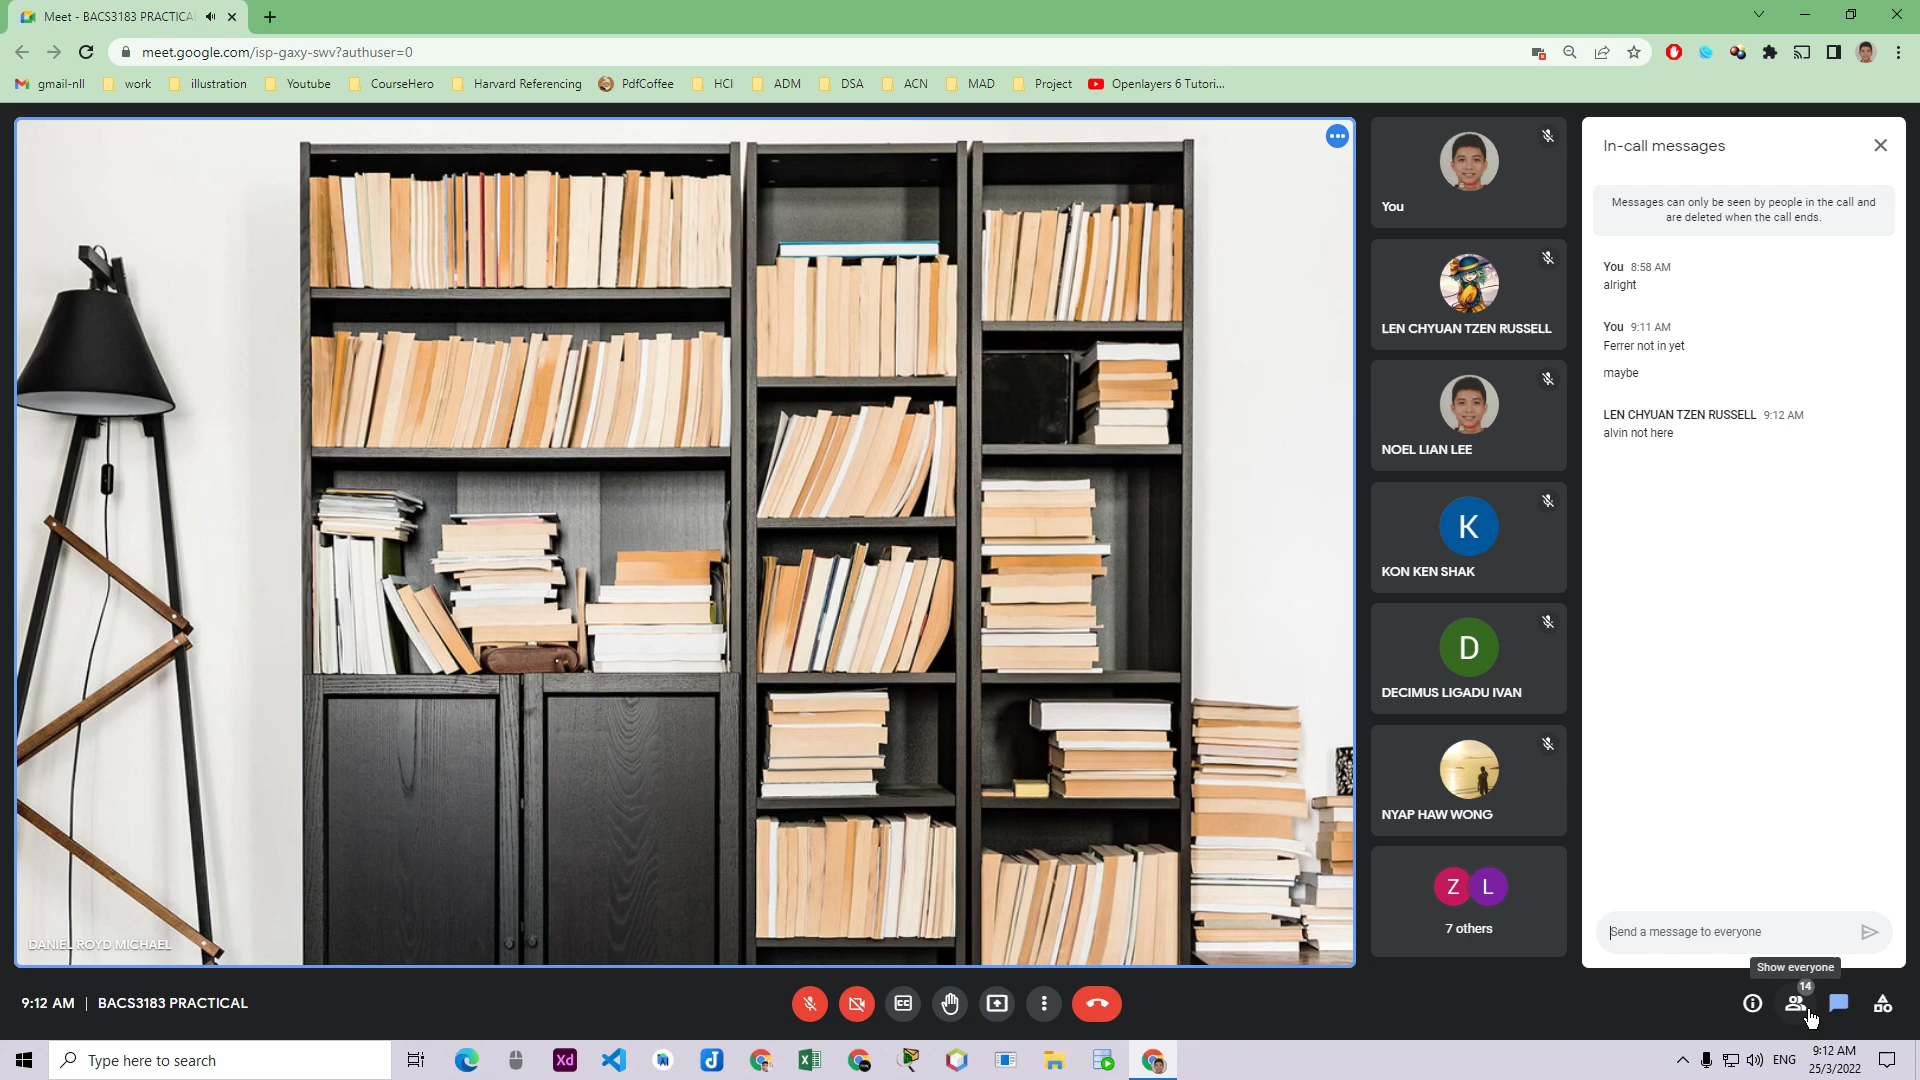 Meet - BACS3183 PRACTICA
meet.google.com/isp-gaxy-swv?authuser=0
gmail-nll
work
illustration
Youtube
CourseHero
Harvard Referencing
PdfCoffee
HCI
ADM
DSA
ACN
MAD
Project
Openlayers 6 Tutori...
You
LEN CHYUAN TZEN RUSSELL
NOEL LIAN LEE
K
KON KEN SHAK
D
DECIMUS LIGADU IVAN
NYAP HAW WONG
Z L
7 others
DANIEL ROYD MICHAEL
In-call messages
Messages can only be seen by people in the call and
are deleted when the call ends.
You 8:58 AM
alright
You 9:11 AM
Ferrer not in yet
maybe
LEN CHYUAN TZEN RUSSELL 9:12 AM
alvin not here
Send a message to everyone
Show everyone
14
9:12 AM | BACS3183 PRACTICAL
Type here to search
Xd
ENG
9:12 AM
25/3/2022